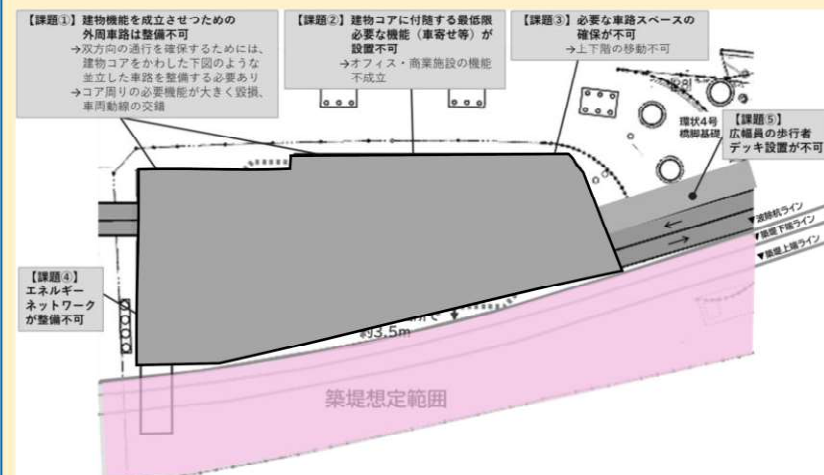 【課題①】建物機能を成立させつための
外周車路は整備不可
→双方向の通行を確保するためには、
建物コアをかわした下図のような
並立した車路を整備する必要あり
→コア周りの必要機能が大きく毀損、
車両動線の交錯
【課題②】建物コアに付随する最低限
必要な機能（車寄せ等）が
設置不可
→オフィス・商業施設の機能
不成立
【課題③】必要な車路スペースの
確保が不可
→上下階の移動不可
環状4号
橋脚基礎
【課題⑤】
広幅員の歩行者
デッキ設置が不可
←
→
▼波除杭ライン
▼築堤下端ライン
▼築堤上端ライン
【課題④】
エネルギー
ネットワーク
が整備不可
約3.5m
築堤想定範囲